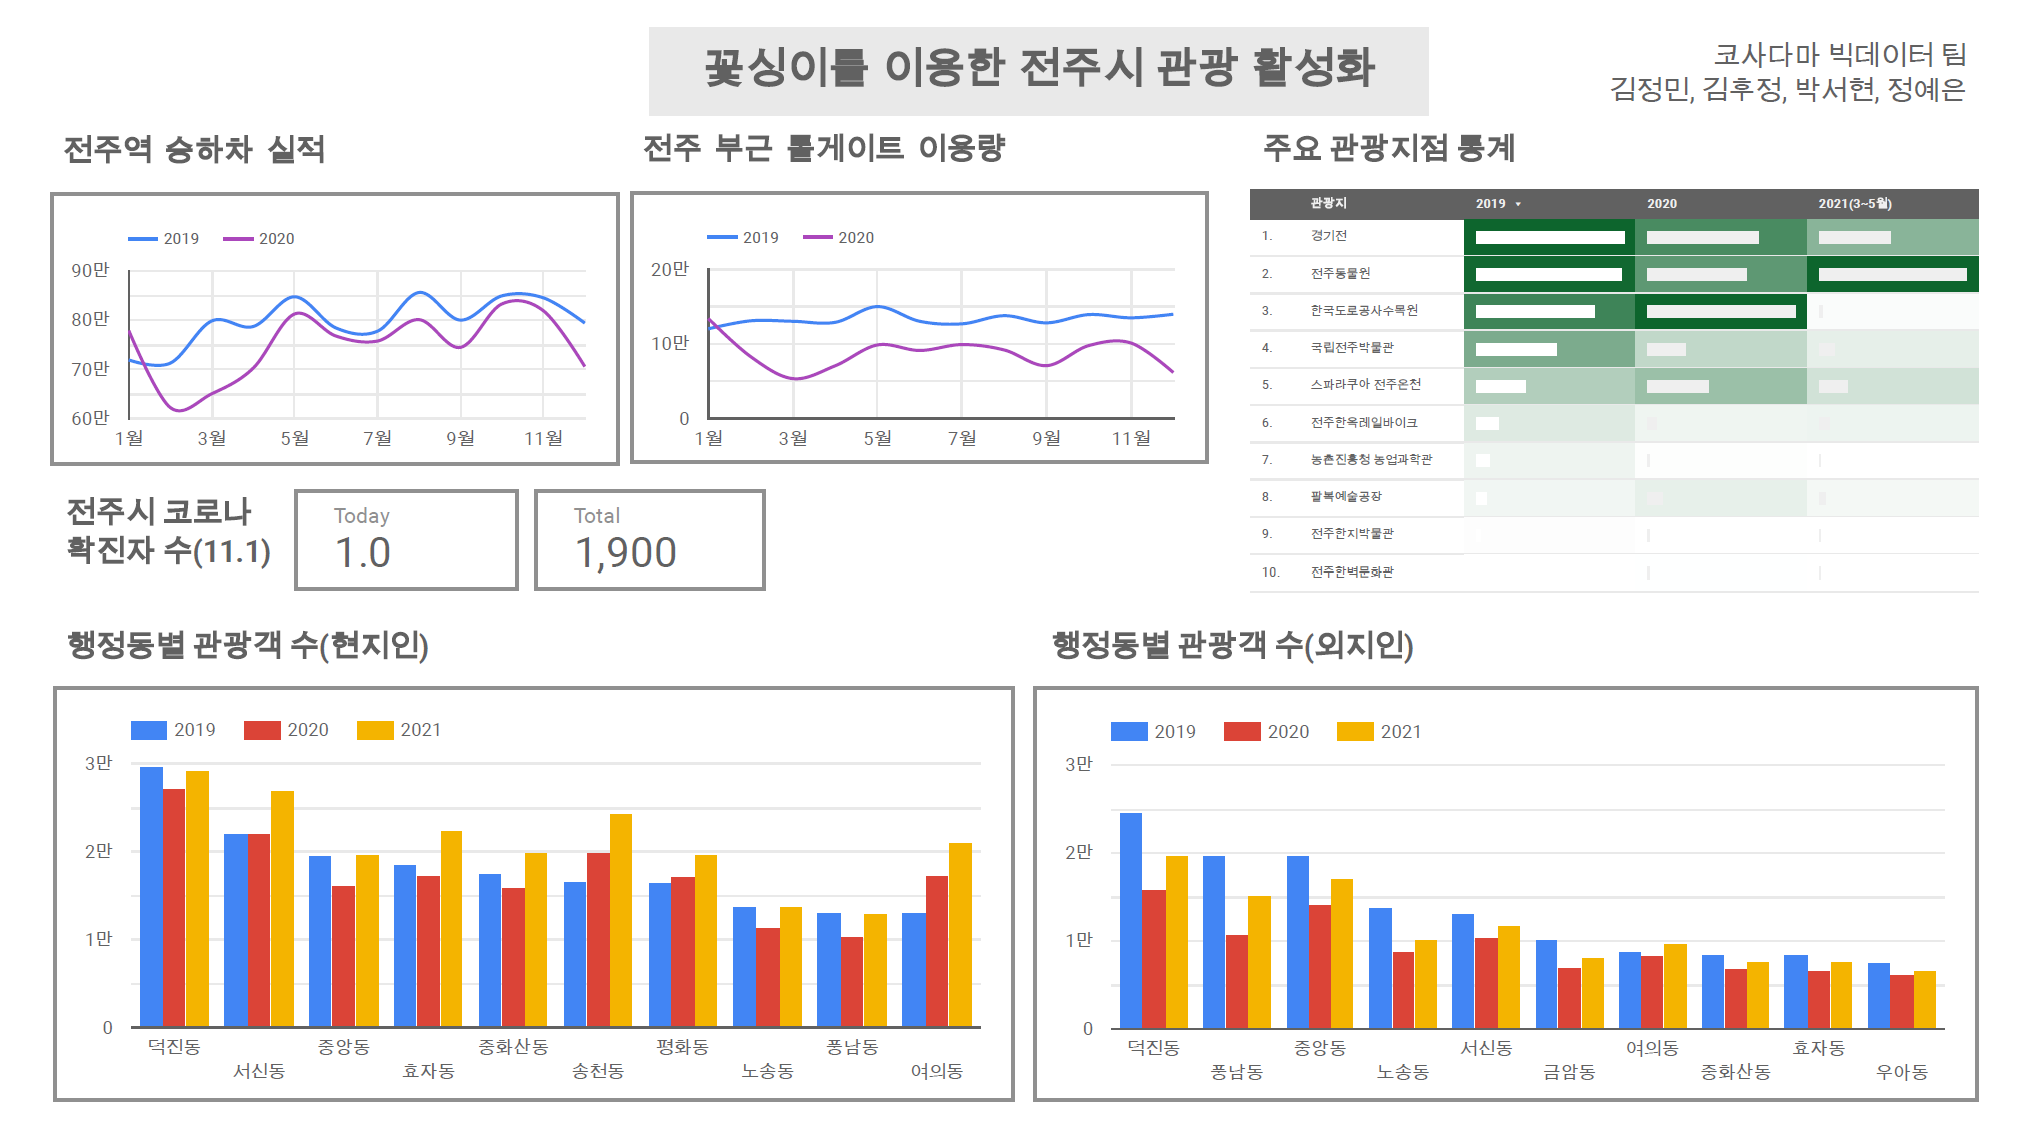 꽃싱이를 이용한 전주시 관광 활성화
코사다마 빅데이터 팀
김정민, 김후정, 박서현, 정예은
전주역 승하차 실적
2019 2020
90만
80만
70만
60만
1월 3월 5월 7월 9월 11월
전주 부근 톨게이트 이용량
2019 2020
20만
10만
0
1월 3월 5월 7월 9월 11월
주요 관광지점 통계
관광지 2019 2020 2021(3~5월)
1. 경기전
2. 전주동물원
3. 한국도로공사수목원
4. 국립전주박물관
5. 스파라쿠아 전주온천
6. 전주한옥레일바이크
7. 농촌진흥청 농업과학관
8. 팔복예술공장
9. 전주한지박물관
10. 전주한벽문화관
전주시 코로나
확진자 수(11.1)
Today
1.0
Total
1,900
행정동별 관광객 수(현지인)
2019 2020 2021
3만
2만
1만
0
덕진동 중앙동 중화산동 평화동 풍남동
서신동 효자동 송천동 노송동 여의동
행정동별 관광객 수(외지인)
2019 2020 2021
3만
2만
1만
0
덕진동 중앙동 서신동 여의동 효자동
풍남동 노송동 금암동 중화산동 우아동